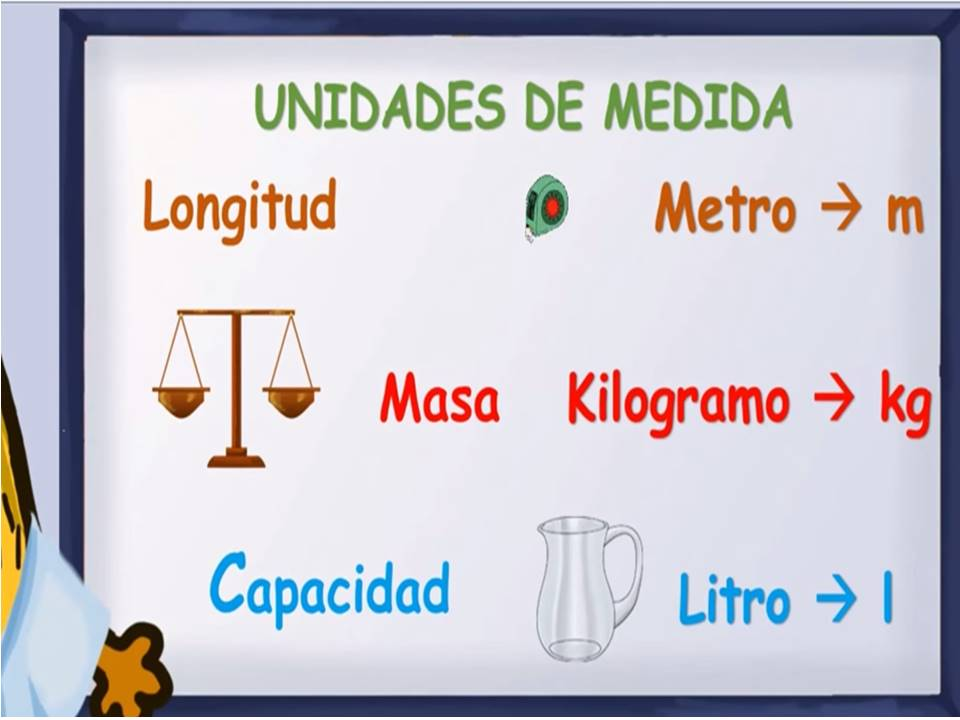 UNIDADES DE MEDIDA
Longitud Metro → m
Masa Kilogramo → kg
Capacidad Litro → l